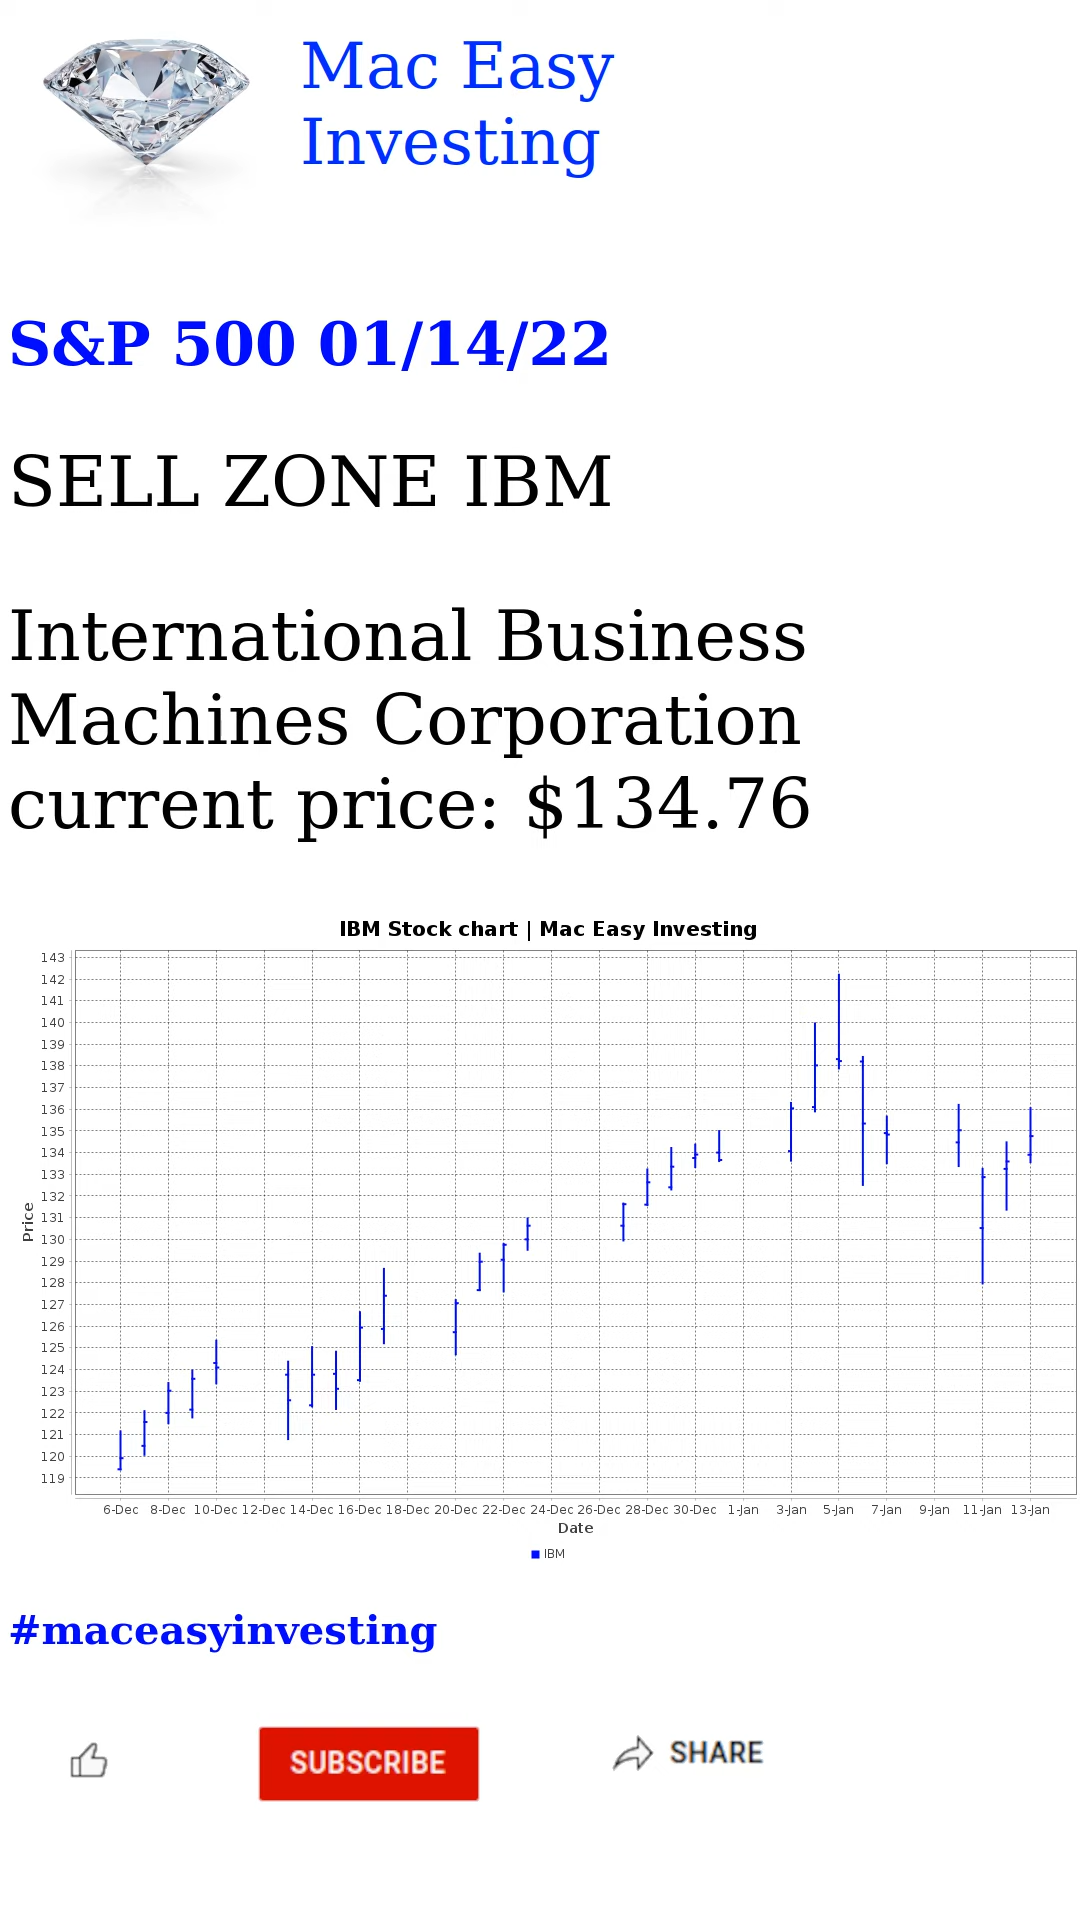 Mac Easy
Investing
S&P 500 01/14/22
SELL ZONE IBM
International Business
Machines Corporation
current price: $134.76
IBM Stock chart | Mac Easy Investing
143
142
141
140
139
138
137
136
135
134
133
132
131
130
129
128
127
126
125
124
123
122
121
120
119
Price
6-Dec 8-Dec 10-Dec 12-Dec 14-Dec 16-Dec 18-Dec 20-Dec 22-Dec 24-Dec 26-Dec 28-Dec 30-Dec 1-Jan 3-Jan 5-Jan 7-Jan 9-Jan 11-Jan 13-Jan
Date
IBM
#maceasyinvesting
SUBSCRIBE
SHARE